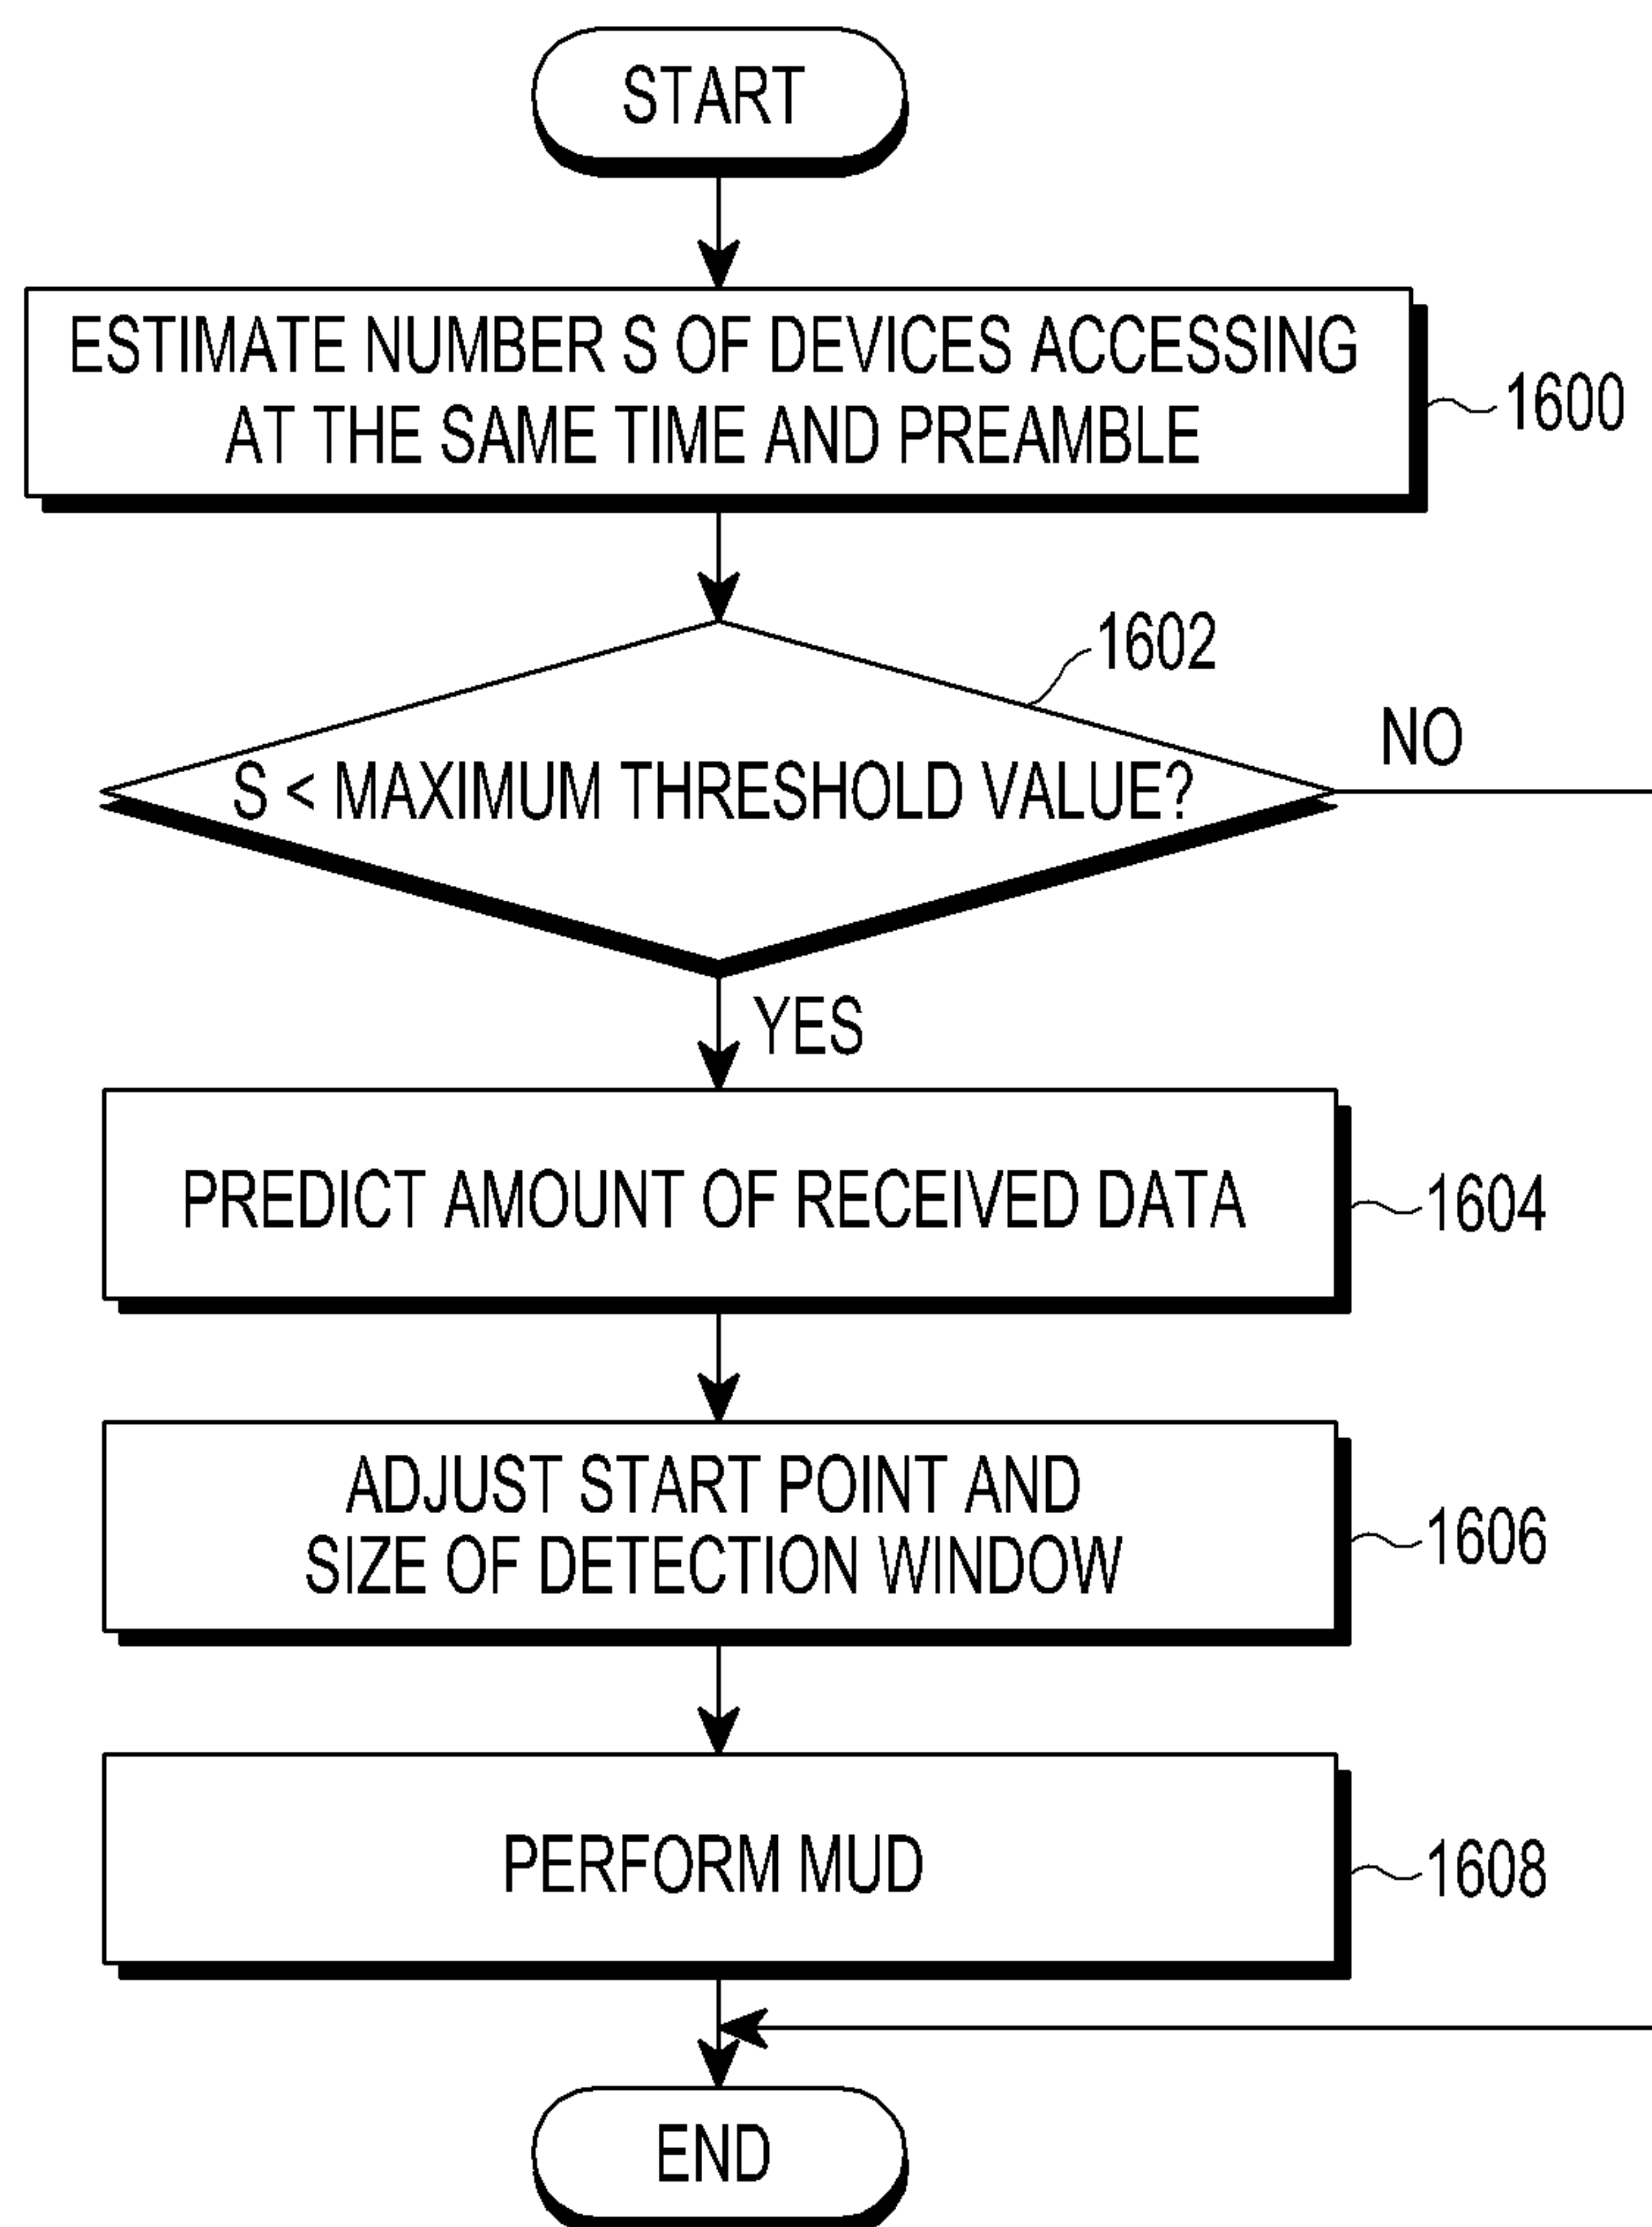 START
ESTIMATE NUMBER S OF DEVICES ACCESSING
AT THE SAME TIME AND PREAMBLE
1600
1602
S < MAXIMUM THRESHOLD VALUE?
NO
YES
PREDICT AMOUNT OF RECEIVED DATA
1604
ADJUST START POINT AND
SIZE OF DETECTION WINDOW
1606
PERFORM MUD
1608
END